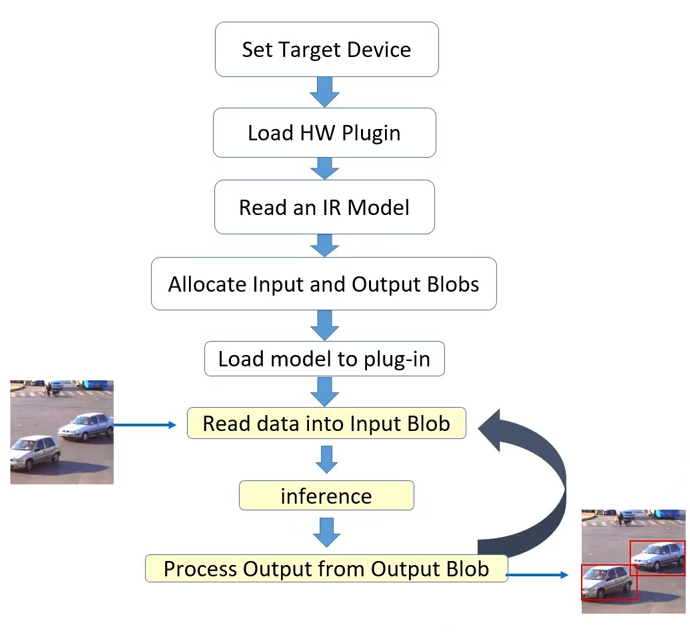 Set Target Device
Load HW Plugin
Read an IR Model
Allocate Input and Output Blobs
Load model to plug-in
Read data into Input Blob
inference
Process Output from Output Blob